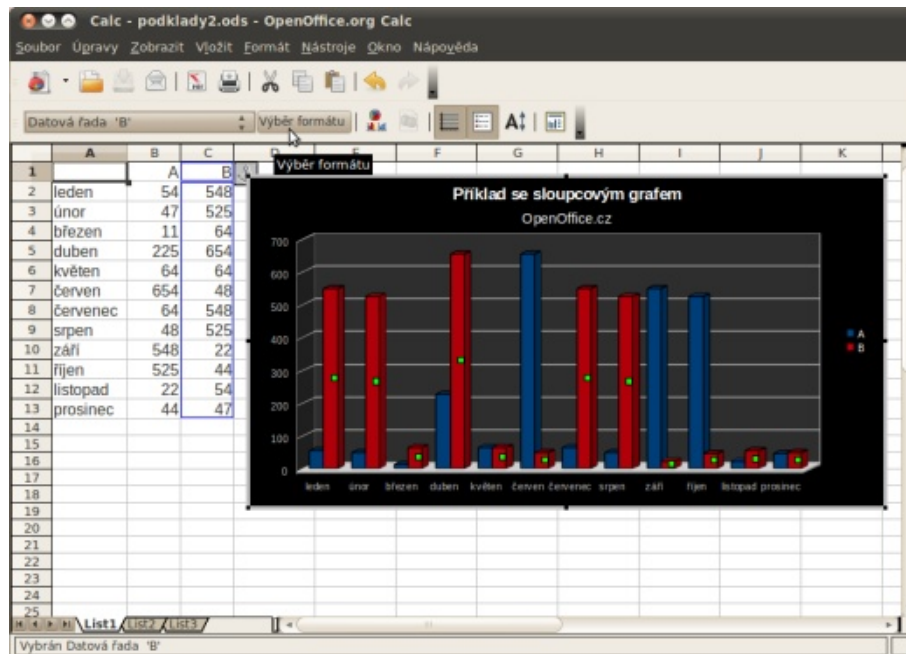 Calc - podklady2.ods - OpenOffice.org Calc
Soubor Úpravy Zobrazit Vložit Formát Nástroje Okno Nápověda
Datová řada 'B' Výběr formátu
Výběr formátu
A B C D E F G H I J K
1 A B
2 leden 54 548
3 únor 47 525
4 březen 11 64
5 duben 225 654
6 květen 64 64
7 červen 654 48
8 červenec 64 548
9 srpen 48 525
10 září 548 22
11 říjen 525 44
12 listopad 22 54
13 prosinec 44 47
14
15
16
17
18
19
20
21
22
23
24
25
Příklad se sloupcovým grafem
OpenOffice.cz
700
600
500
400
300
200
100
0
leden únor březen duben květen červen červenec srpen září říjen listopad prosinec
A
B
List1 List2 List3
Vybrán Datová řada 'B'